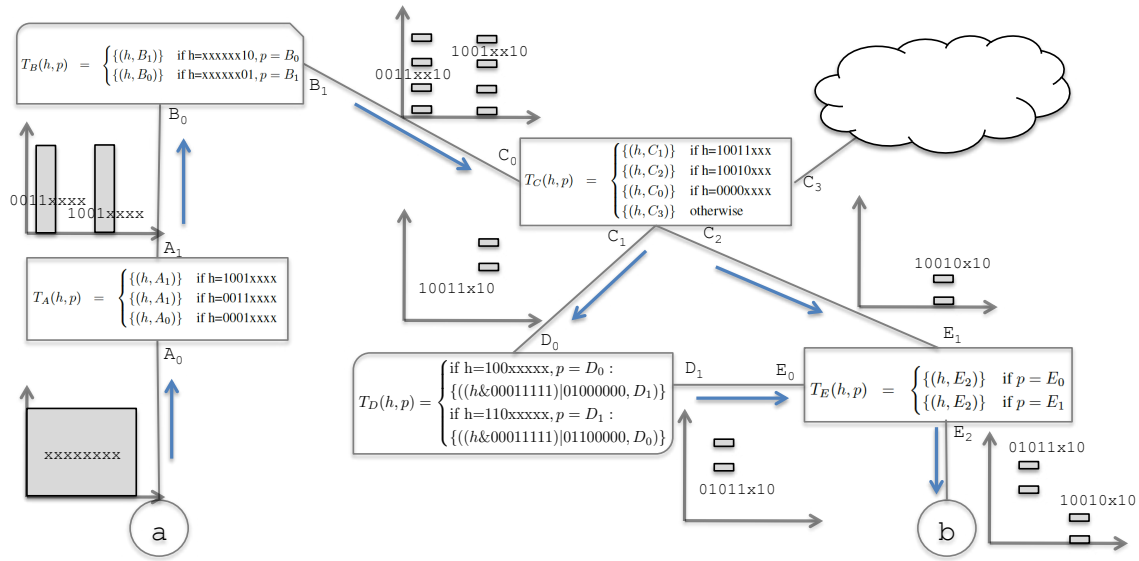 T_B(h,p) = { {(h,B_1)} if h=xxxxxx10, p = B_0
{(h,B_0)} if h=xxxxxx01, p = B_1
B_1
B_0
0011xx10
1001xx10
0011xxxx
1001xxxx
A_1
T_A(h,p) = { {(h,A_1)} if h=1001xxxx
{(h,A_1)} if h=0011xxxx
{(h,A_0)} if h=0001xxxx
A_0
xxxxxxxx
a
C_0
T_C(h,p) = { {(h,C_1)} if h=10011xxx
{(h,C_2)} if h=10010xxx
{(h,C_0)} if h=0000xxxx
{(h,C_3)} otherwise
C_3
C_1
C_2
10011x10
10010x10
D_0
T_D(h,p) = { if h=100xxxxx, p = D_0 :
{((h&00011111)|01000000, D_1)}
if h=110xxxxx, p = D_1 :
{((h&00011111)|01100000, D_0)}
D_1
01011x10
E_0
E_1
T_E(h,p) = { {(h,E_2)} if p = E_0
{(h,E_2)} if p = E_1
E_2
b
01011x10
10010x10